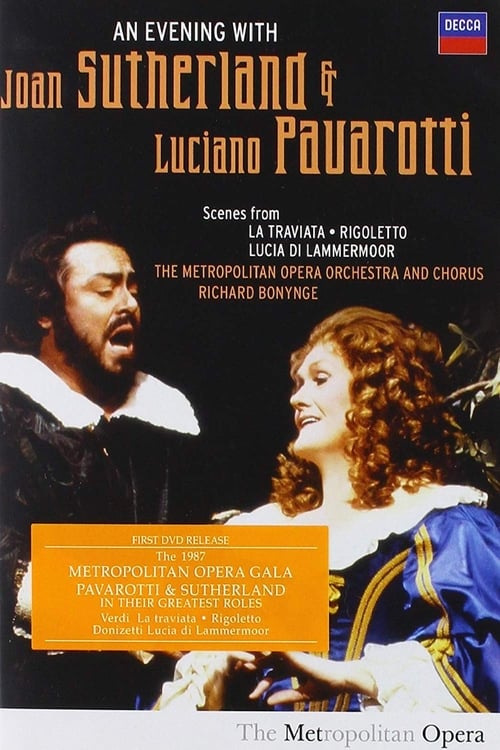 DECCA
AN EVENING WITH
Joan Sutherland &
Luciano Pavarotti
Scenes from
LA TRAVIATA • RIGOLETTO
LUCIA DI LAMMERMOOR
THE METROPOLITAN OPERA ORCHESTRA AND CHORUS
RICHARD BONYNGE
FIRST DVD RELEASE
The 1987
METROPOLITAN OPERA GALA
PAVAROTTI & SUTHERLAND
IN THEIR GREATEST ROLES
Verdi La traviata • Rigoletto
Donizetti Lucia di Lammermoor
The Metropolitan Opera